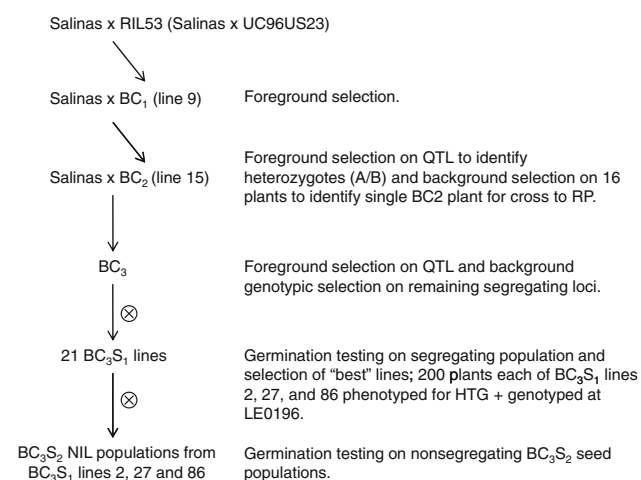 Salinas x RIL53 (Salinas x UC96US23)
Salinas x BC₁ (line 9)
Foreground selection.
Salinas x BC₂ (line 15)
Foreground selection on QTL to identify
heterozygotes (A/B) and background selection on 16
plants to identify single BC2 plant for cross to RP.
BC₃
Foreground selection on QTL and background
genotypic selection on remaining segregating loci.
⊗
21 BC₃S₁ lines
Germination testing on segregating population and
selection of “best” lines; 200 plants each of BC₃S₁ lines
2, 27, and 86 phenotyped for HTG + genotyped at
LE0196.
⊗
BC₃S₂ NIL populations from
BC₃S₁ lines 2, 27 and 86
Germination testing on nonsegregating BC₃S₂ seed
populations.